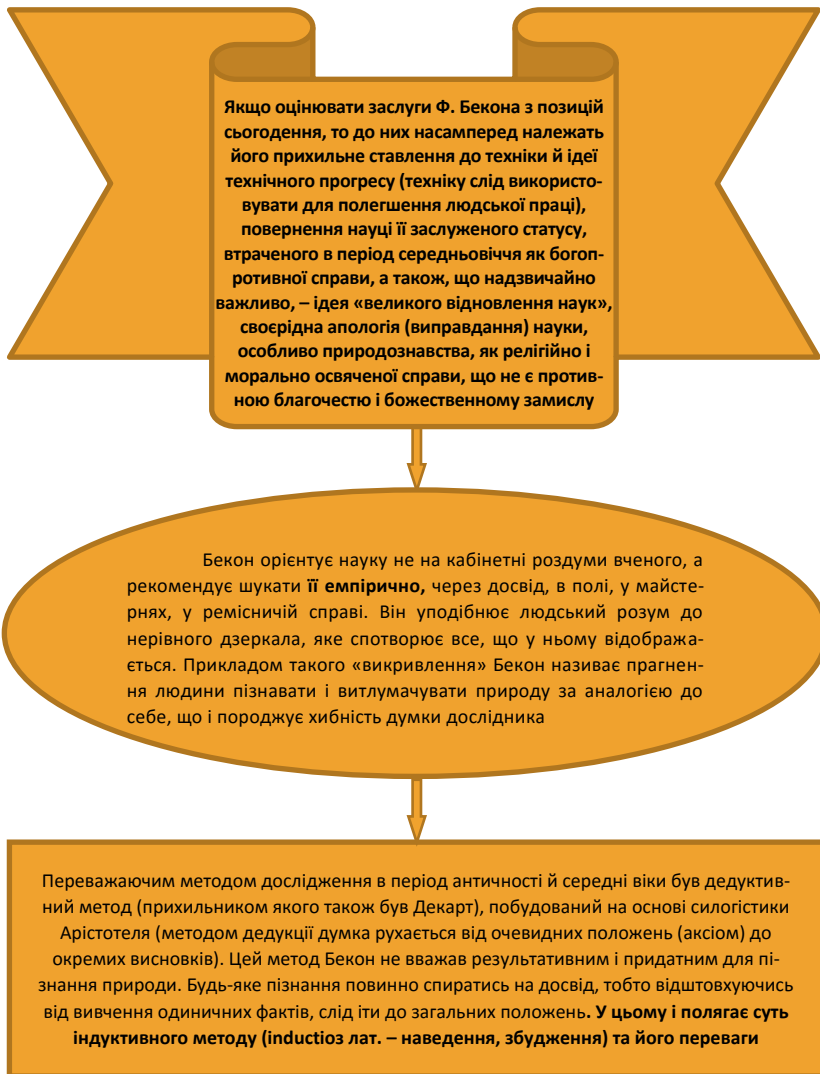 Якщо оцінювати заслуги Ф. Бекона з позицій
сьогодення, то до них насамперед належать
його прихильне ставлення до техніки й ідеї
технічного прогресу (техніку слід використо-
вувати для полегшення людської праці),
повернення науці її заслуженого статусу,
втраченого в період середньовіччя як богоп-
ротивної справи, а також, що надзвичайно
важливо, – ідея «великого відновлення наук»,
своєрідна апологія (виправдання) науки,
особливо природознавства, як релігійно і
морально освяченої справи, що не є против-
ною благочестю і божественному замислу
Бекон орієнтує науку не на кабінетні роздуми вченого, а
рекомендує шукати її емпірично, через досвід, в полі, у майсте-
рнях, у ремісничій справі. Він уподібнює людський розум до
нерівного дзеркала, яке спотворює все, що у ньому відобража-
ється. Прикладом такого «викривлення» Бекон називає прагнен-
ня людини пізнавати і витлумачувати природу за аналогією до
себе, що і породжує хибність думки дослідника
Переважаючим методом дослідження в період античності й середні віки був дедуктив-
ний метод (прихильником якого також був Декарт), побудований на основі силогістики
Арістотеля (методом дедукції думка рухається від очевидних положень (аксіом) до
окремих висновків). Цей метод Бекон не вважав результативним і придатним для пі-
знання природи. Будь-яке пізнання повинно спиратись на досвід, тобто відштовхуючись
від вивчення одиничних фактів, слід іти до загальних положень. У цьому і полягає суть
індуктивного методу (inductioз лат. – наведення, збудження) та його переваги